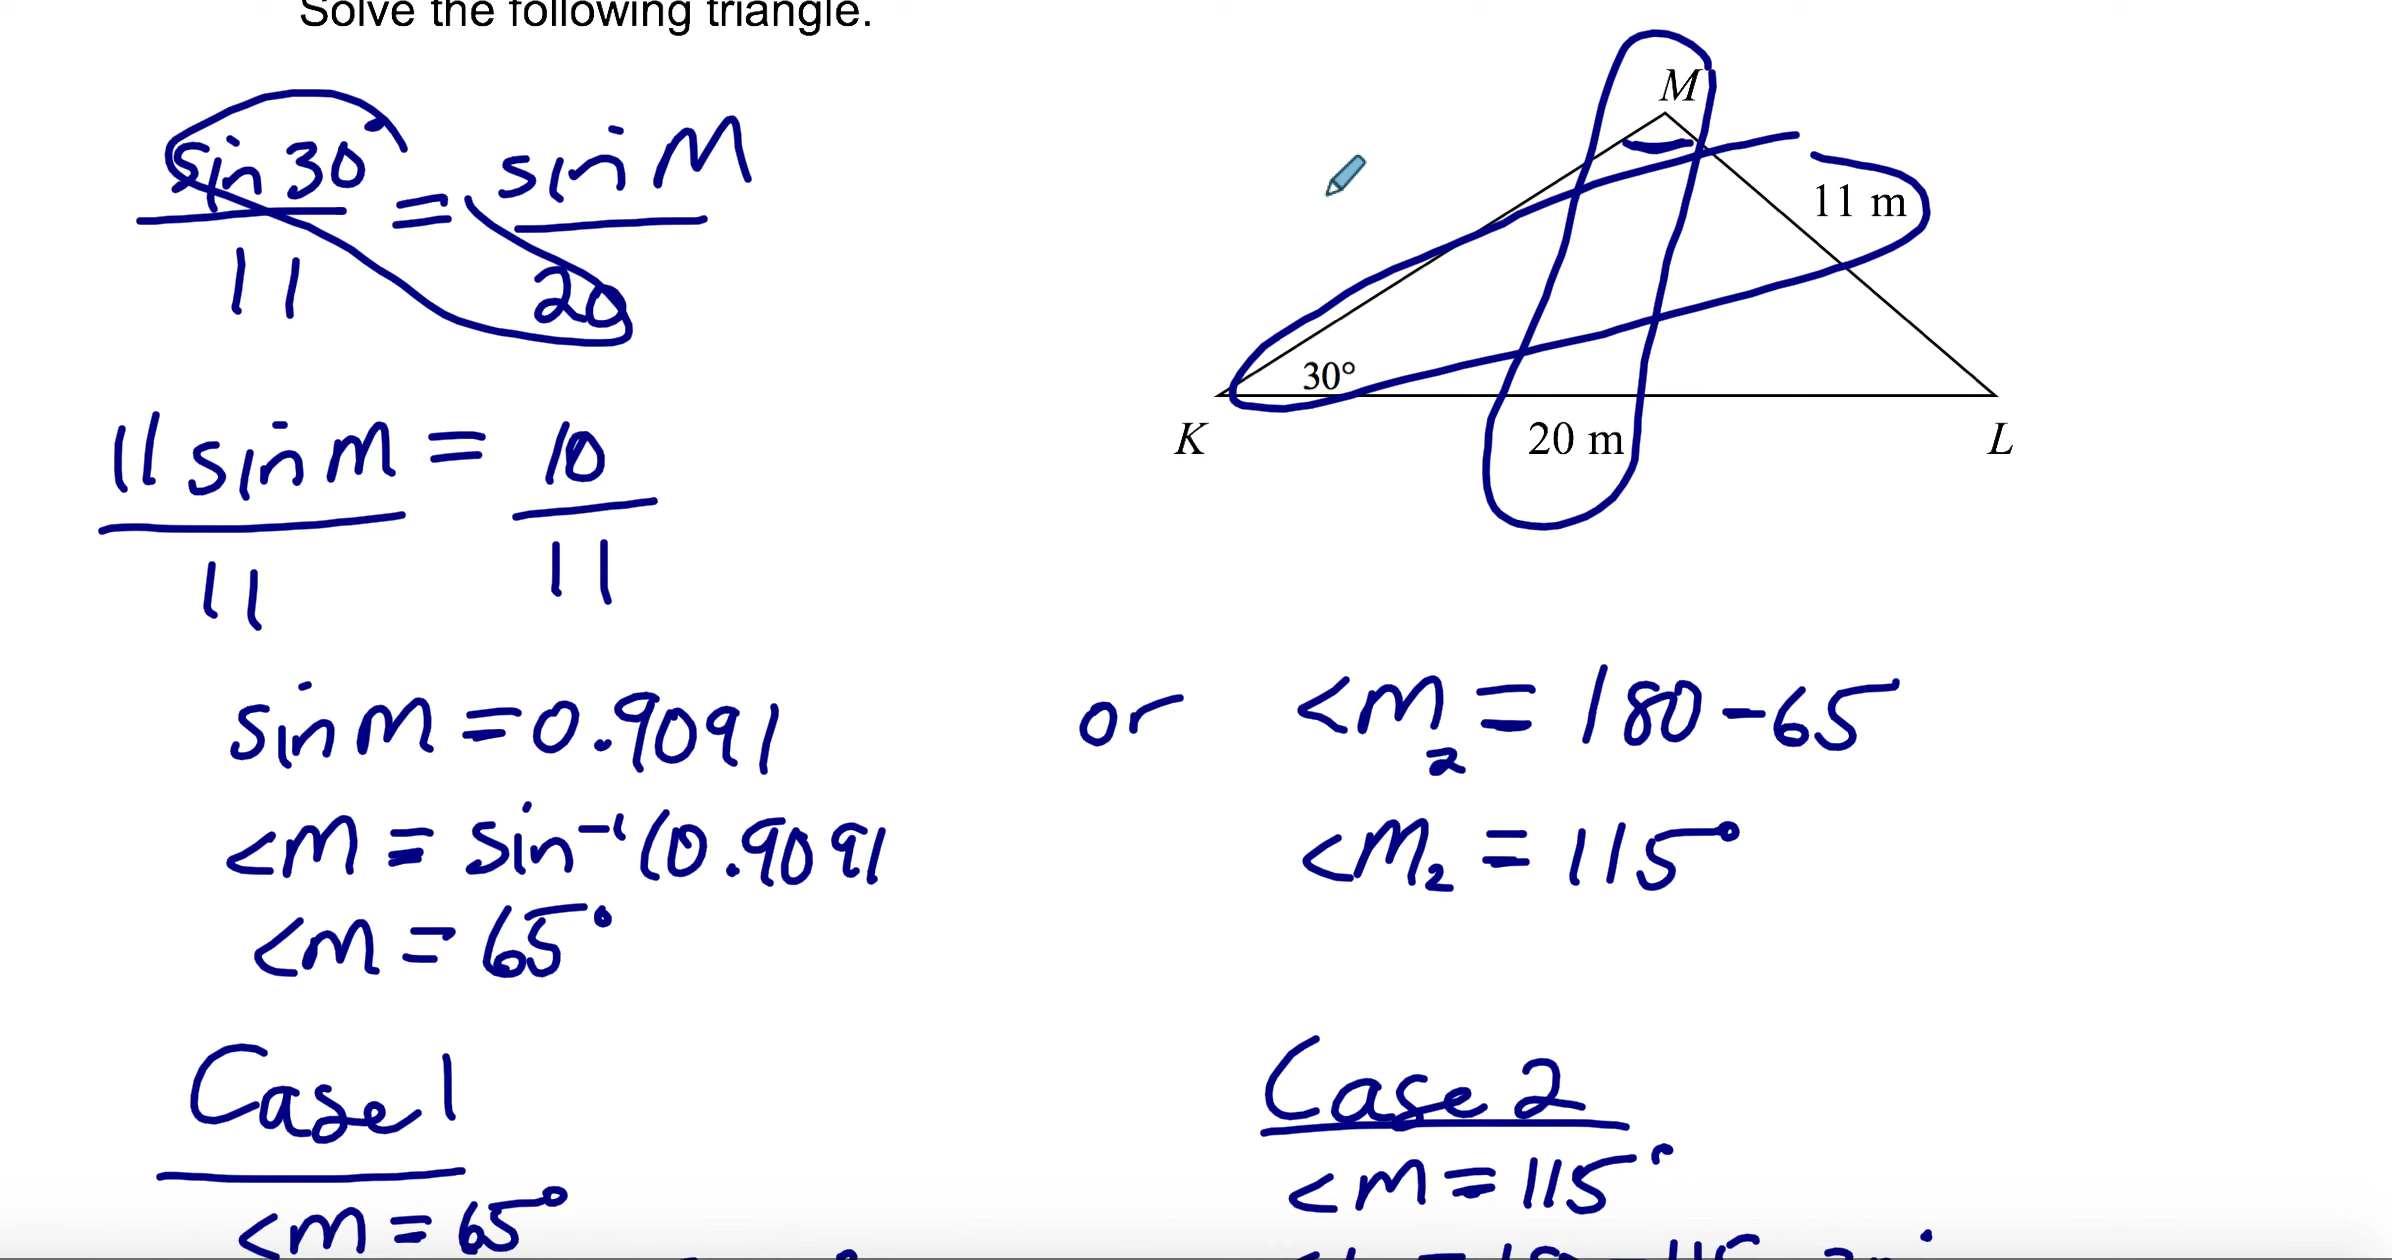 Solve the following triangle.
sin 30° / 11 = sin M / 20
11 sin M / 11 = 10 / 11
sin M = 0.9091
<M = sin⁻¹(0.9091
<M = 65°
Case 1
<M = 65°
M
11 m
30°
K
20 m
L
or <M₂ = 180-65
<M₂ = 115°
Case 2
<M = 115°